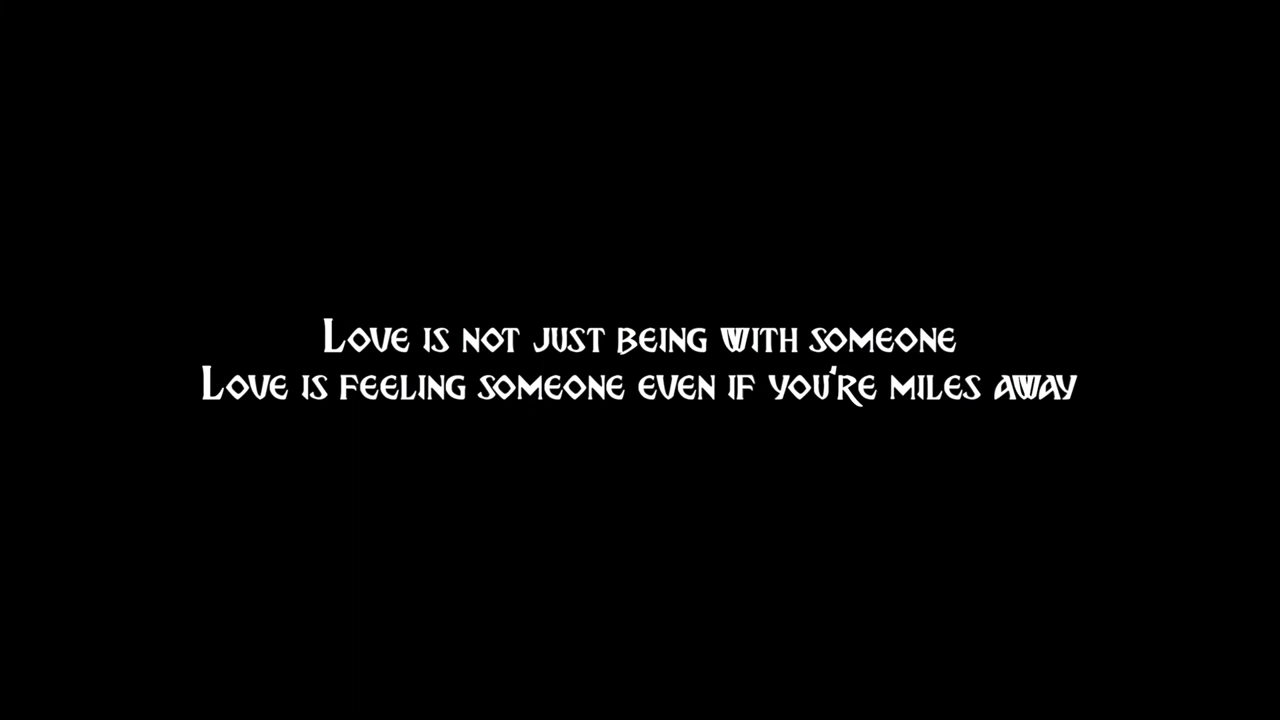 Love is not just being with someone
Love is feeling someone even if you're miles away